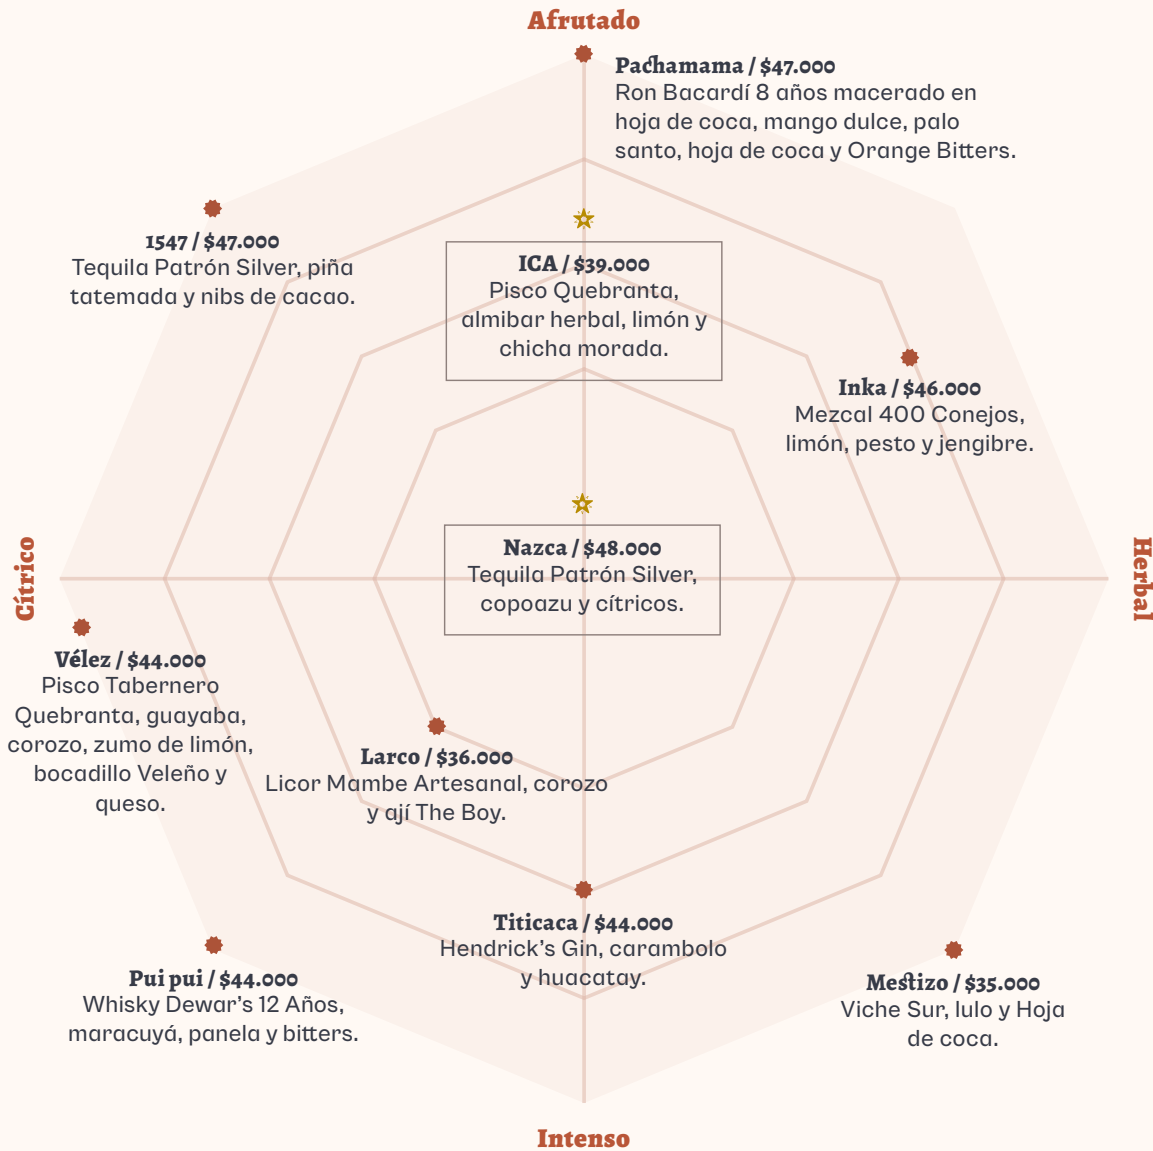 Afrutado
Pachamama / $47.000
Ron Bacardí 8 años macerado en
hoja de coca, mango dulce, palo
santo, hoja de coca y Orange Bitters.
1547 / $47.000
Tequila Patrón Silver, piña
tatemada y nibs de cacao.
ICA / $39.000
Pisco Quebranta,
almibar herbal, limón y
chicha morada.
Inka / $46.000
Mezcal 400 Conejos,
limón, pesto y jengibre.
Cítrico
Herbal
Nazca / $48.000
Tequila Patrón Silver,
copoazu y cítricos.
Vélez / $44.000
Pisco Tabernero
Quebranta, guayaba,
corozo, zumo de limón,
bocadillo Veleño y
queso.
Larco / $36.000
Licor Mambe Artesanal, corozo
y ají The Boy.
Titicaca / $44.000
Hendrick's Gin, carambolo
y huacatay.
Pui pui / $44.000
Whisky Dewar's 12 Años,
maracuyá, panela y bitters.
Mestizo / $35.000
Viche Sur, lulo y Hoja
de coca.
Intenso